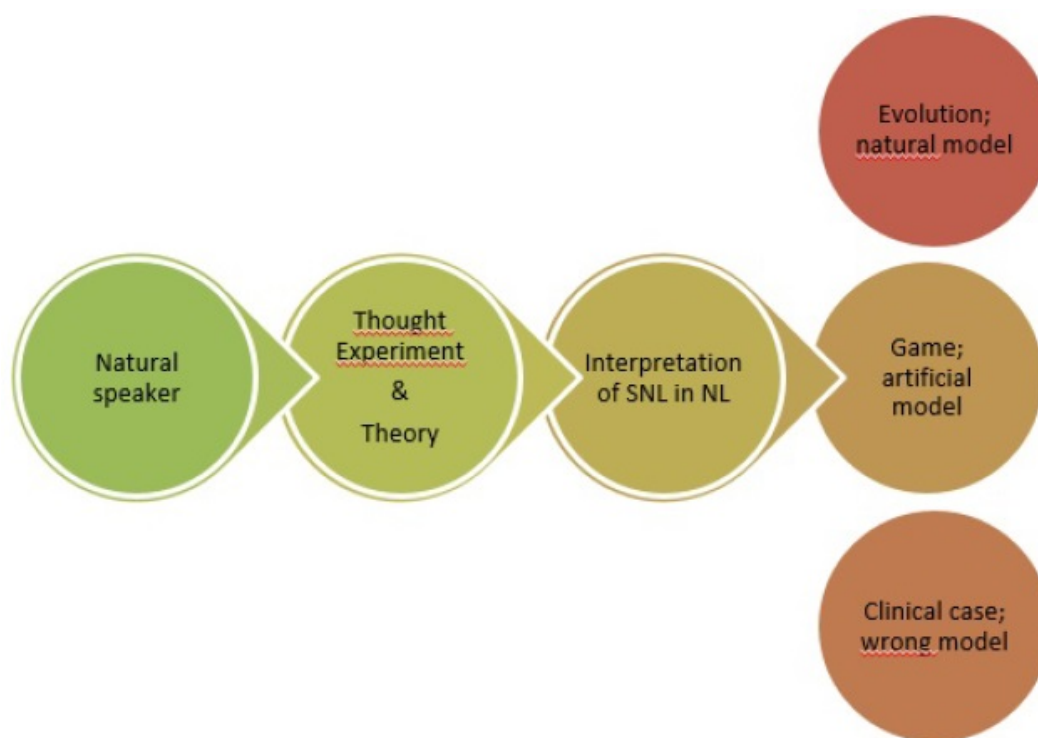 Natural
speaker
Thought
Experiment
&
Theory
Interpretation
of SNL in NL
Evolution;
natural model
Game;
artificial
model
Clinical case;
wrong model